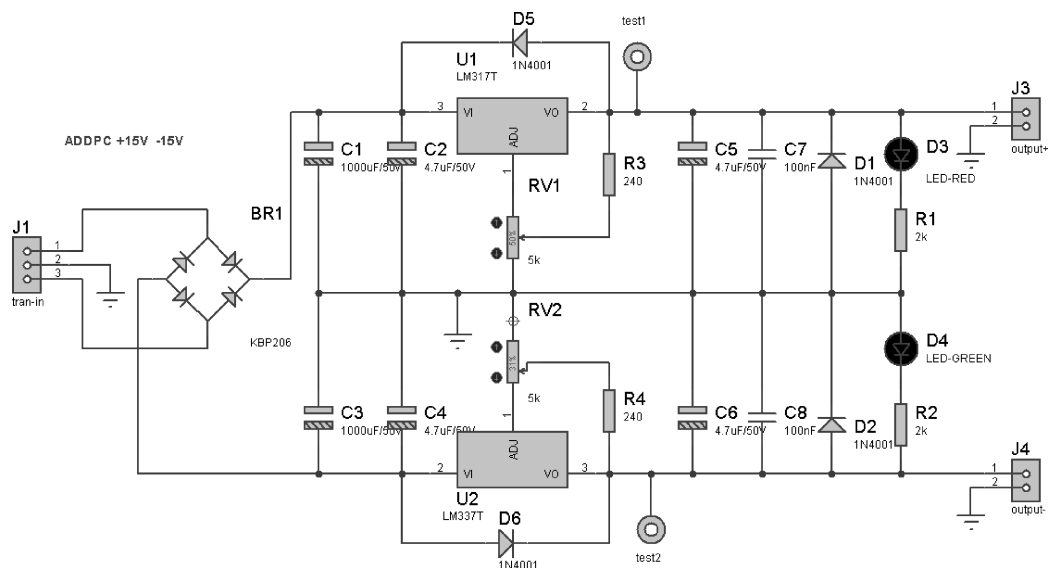 D5
test1
U1
1N4001
LM317T
J3
3
VI
VO
2
1
2
ADJ
output+
ADDPC +15V -15V
C1
1000uF/50V
C2
4.7uF/50V
1
R3
240
C5
4.7uF/50V
C7
100nF
D1
1N4001
D3
LED-RED
RV1
50%
5k
BR1
J1
1
2
3
tran-in
R1
2k
RV2
31%
5k
KBP206
D4
LED-GREEN
C3
1000uF/50V
C4
4.7uF/50V
1
R4
240
C6
4.7uF/50V
C8
100nF
D2
1N4001
R2
2k
ADJ
2
VI
VO
3
J4
1
2
output-
U2
LM337T
D6
1N4001
test2